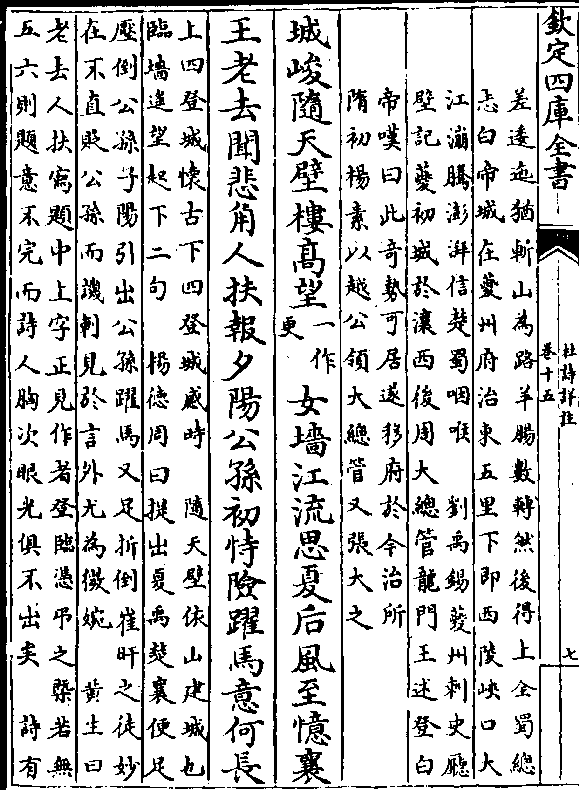 欽定四庫全書
杜詩詳註
卷十五
七
差逶迤猶斬山為路羊腸數轉然後得上全蜀總
志白帝城在夔州府治東五里下即西陵峽口大
江滟騰澎湃信楚蜀咽喉　劉禹錫夔州刺史廳
壁記夔初城於瀼西後周大總管龍門王述登白
帝嘆曰此奇勢可居遂移府於今治所
隋初楊素以越公領大總管又張大之
城峻隨天壁樓高望一作更女墻江流思夏后風至憶襄
王老去聞悲角人扶報夕陽公孫初恃險躍馬意何長
上四登城懷古下四登城感時　隨天壁依山建城也
臨墻遠望起下二句　楊德周曰提出夏禹楚襄便足
壓倒公孫子陽引出公孫躍馬又足折倒崔旰之徒妙
在不直貶公孫而譏刺見於言外尤為微婉　黃生曰
老去人扶寫題中上字正見作者登臨憑弔之槩若無
五六則題意不完而詩人胸次眼光俱不出矣　詩有